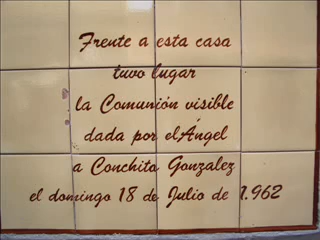 Frente a esta casa
tuvo lugar
la Comunión visible
dada por el Ángel
a Conchita Gonzalez
el domingo 18 de Julio de 1.962